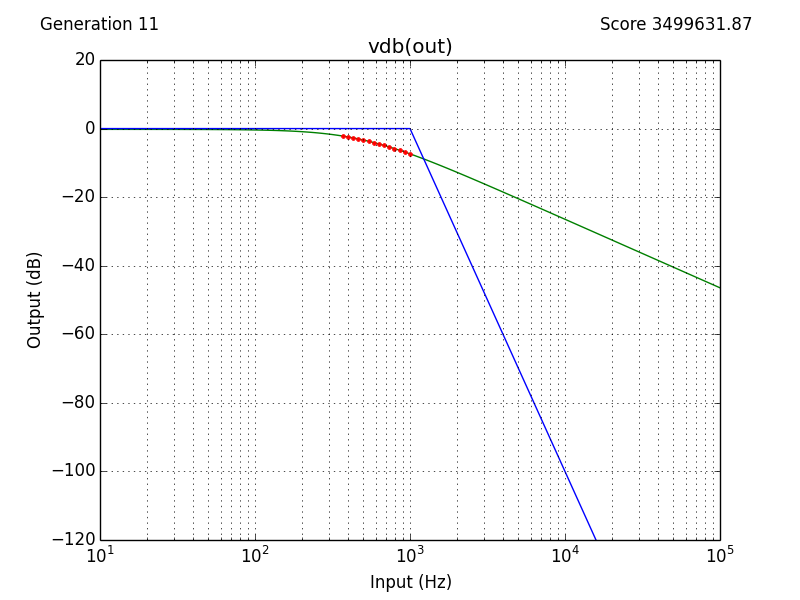 Generation 11
Score 3499631.87
vdb(out)
20
0
−20
−40
−60
−80
−100
−120
Output (dB)
10¹
10²
10³
10⁴
10⁵
Input (Hz)